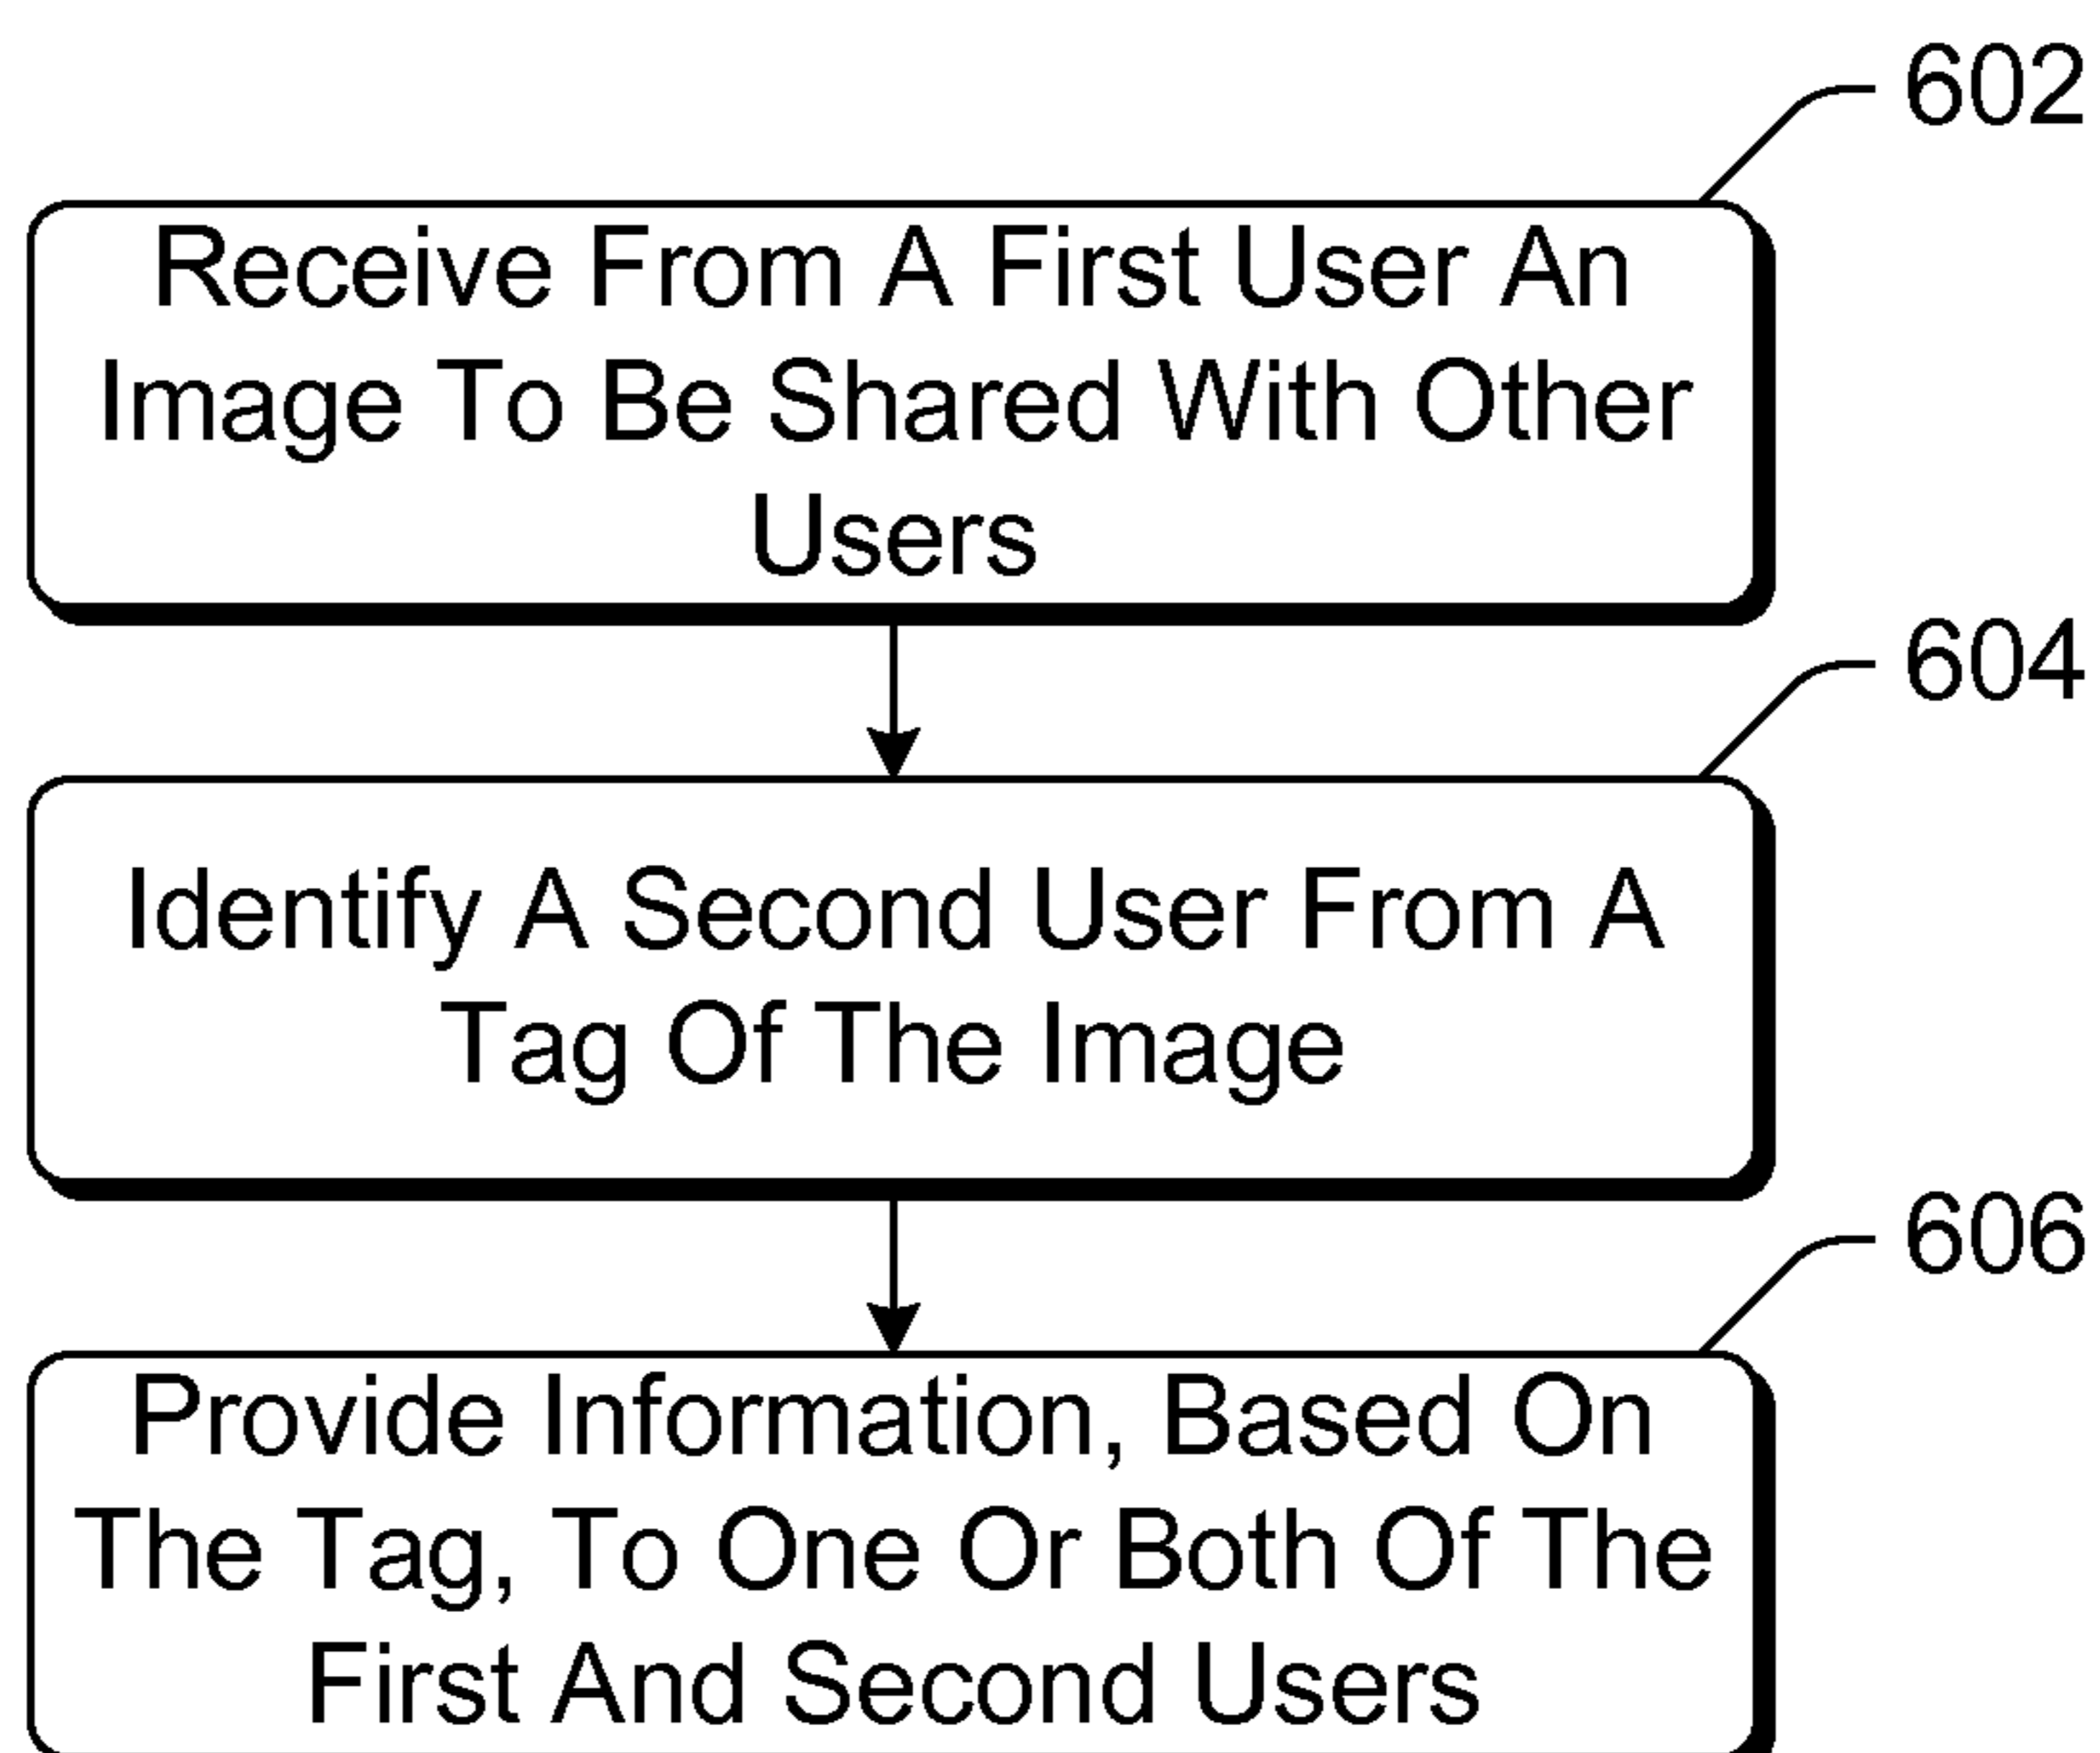 602
Receive From A First User An
Image To Be Shared With Other
Users
604
Identify A Second User From A
Tag Of The Image
606
Provide Information, Based On
The Tag, To One Or Both Of The
First And Second Users